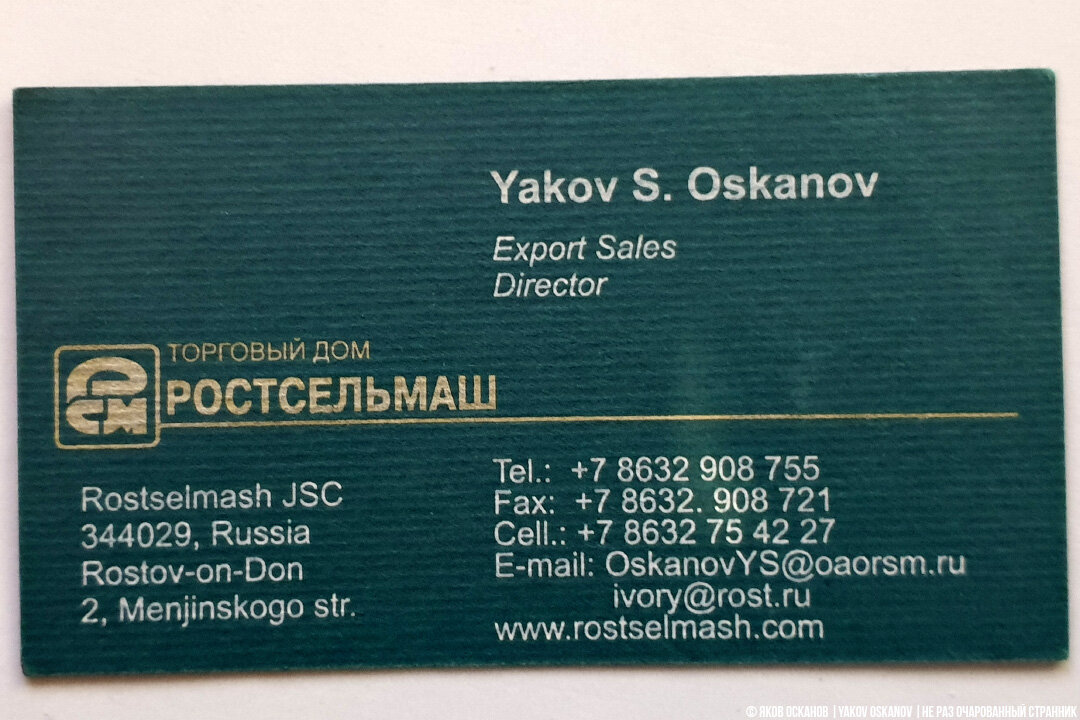 Yakov S. Oskanov
Export Sales
Director
ТОРГОВЫЙ ДОМ
РОСТСЕЛЬМАШ
Rostselmash JSC
344029, Russia
Rostov-on-Don
2, Menjinskogo str.
Tel.: +7 8632 908 755
Fax: +7 8632. 908 721
Cell.: +7 8632 75 42 27
E-mail: OskanovYS@oaorsm.ru
ivory@rost.ru
www.rostselmash.com
© ЯКОВ ОСКАНОВ | YAKOV OSKANOV | НЕ РАЗ ОЧАРОВАННЫЙ СТРАННИК